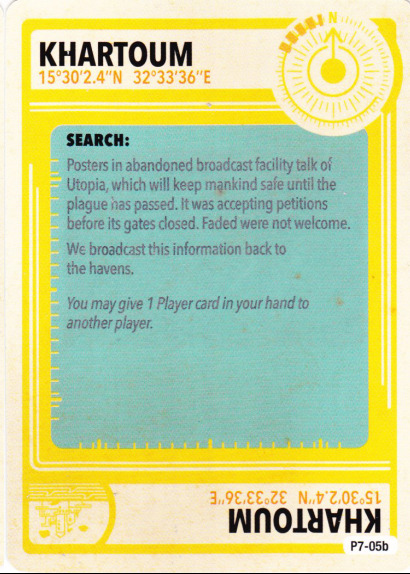 KHARTOUM
15°30'2.4"N 32°33'36"E
N
SEARCH:
Posters in abandoned broadcast facility talk of
Utopia, which will keep mankind safe until the
plague has passed. It was accepting petitions
before its gates closed. Faded were not welcome.
We broadcast this information back to
the havens.
You may give 1 Player card in your hand to
another player.
15°30'2.4"N 32°33'36"E
KHARTOUM
P7-05b